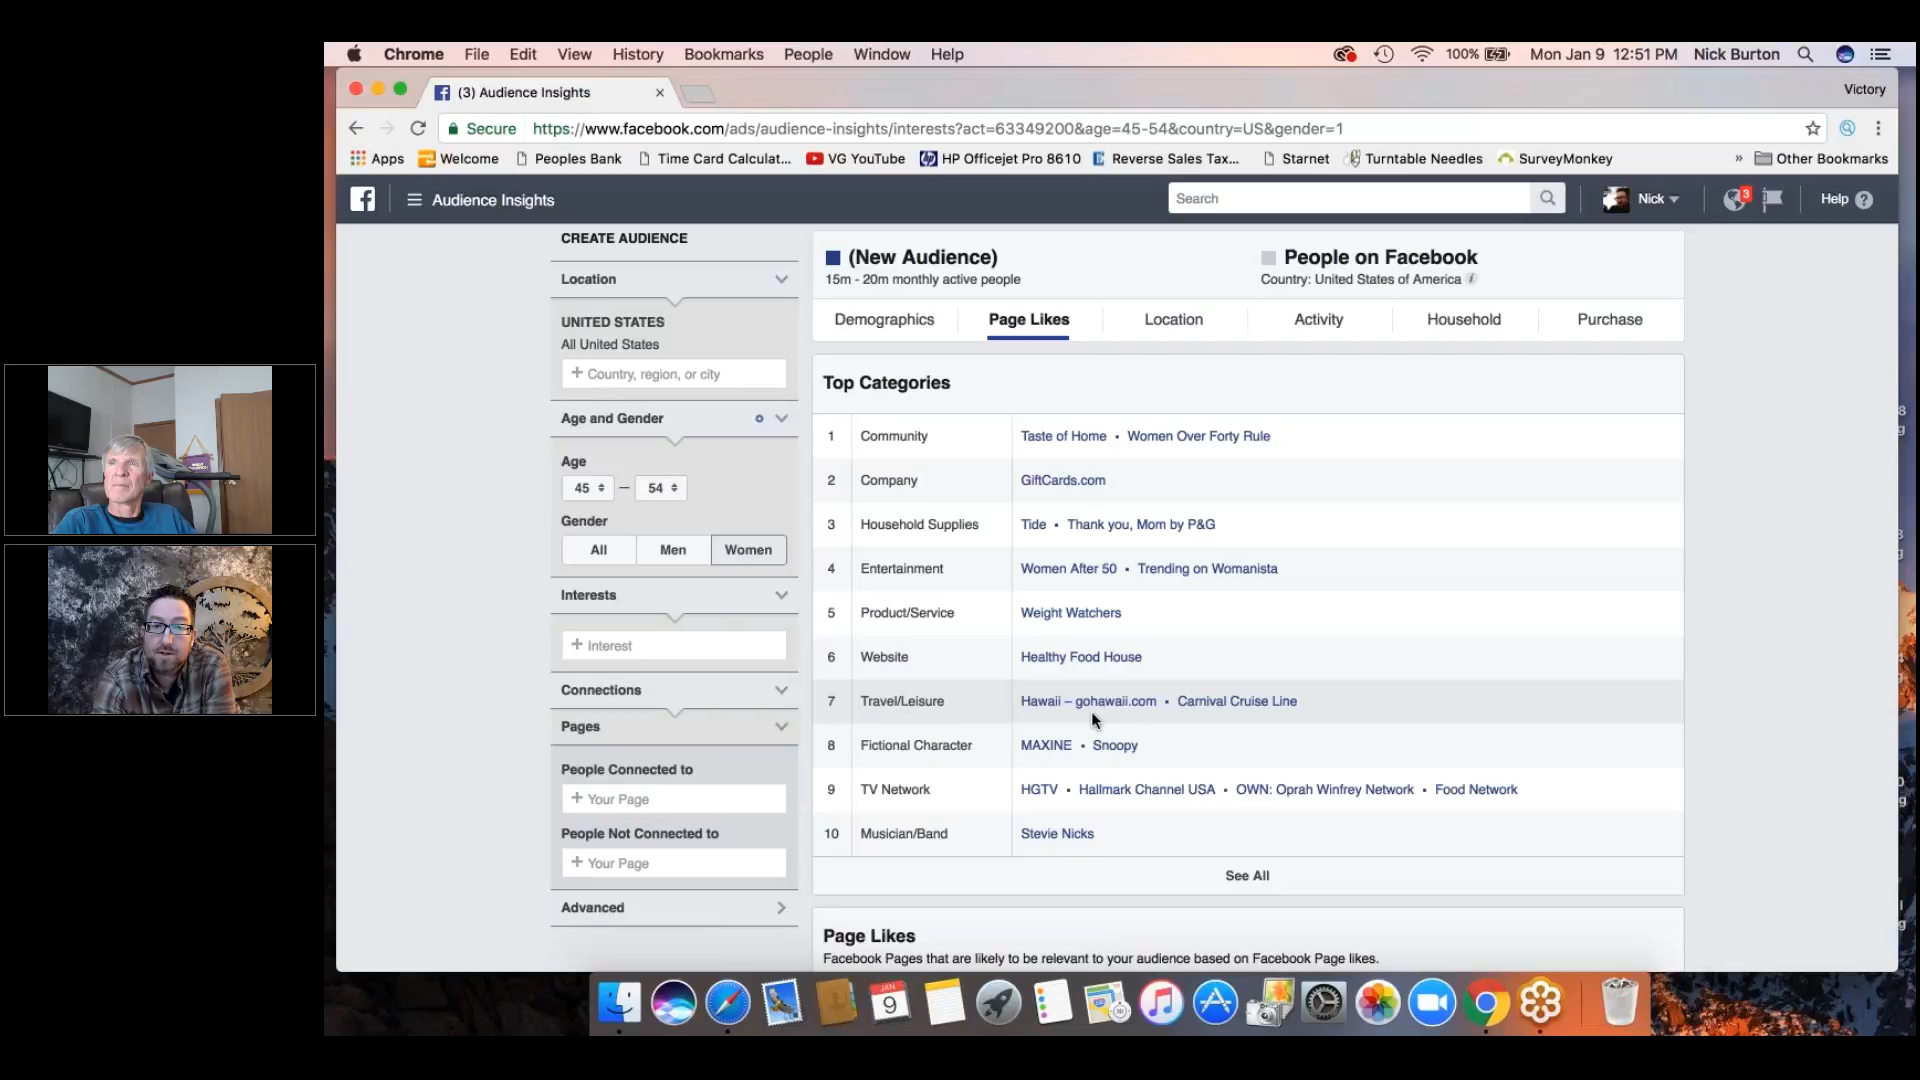 Chrome File Edit View History Bookmarks People Window Help 100% Mon Jan 9 12:51 PM Nick Burton
(3) Audience Insights × Victory
Secure https://www.facebook.com/ads/audience-insights/interests?act=63349200&age=45-54&country=US&gender=1
Apps Welcome Peoples Bank Time Card Calculat... VG YouTube HP Officejet Pro 8610 Reverse Sales Tax... Starnet Turntable Needles SurveyMonkey » Other Bookmarks
Audience Insights Search Nick 3 Help ?
CREATE AUDIENCE
Location
UNITED STATES
All United States
+ Country, region, or city
Age and Gender
Age
45 — 54
Gender
All Men Women
Interests
+ Interest
Connections
Pages
People Connected to
+ Your Page
People Not Connected to
+ Your Page
Advanced
(New Audience)
15m - 20m monthly active people
People on Facebook
Country: United States of America i
Demographics Page Likes Location Activity Household Purchase
Top Categories
1 Community Taste of Home • Women Over Forty Rule
2 Company GiftCards.com
3 Household Supplies Tide • Thank you, Mom by P&G
4 Entertainment Women After 50 • Trending on Womanista
5 Product/Service Weight Watchers
6 Website Healthy Food House
7 Travel/Leisure Hawaii – gohawaii.com • Carnival Cruise Line
8 Fictional Character MAXINE • Snoopy
9 TV Network HGTV • Hallmark Channel USA • OWN: Oprah Winfrey Network • Food Network
10 Musician/Band Stevie Nicks
See All
Page Likes
Facebook Pages that are likely to be relevant to your audience based on Facebook Page likes.
JAN
9